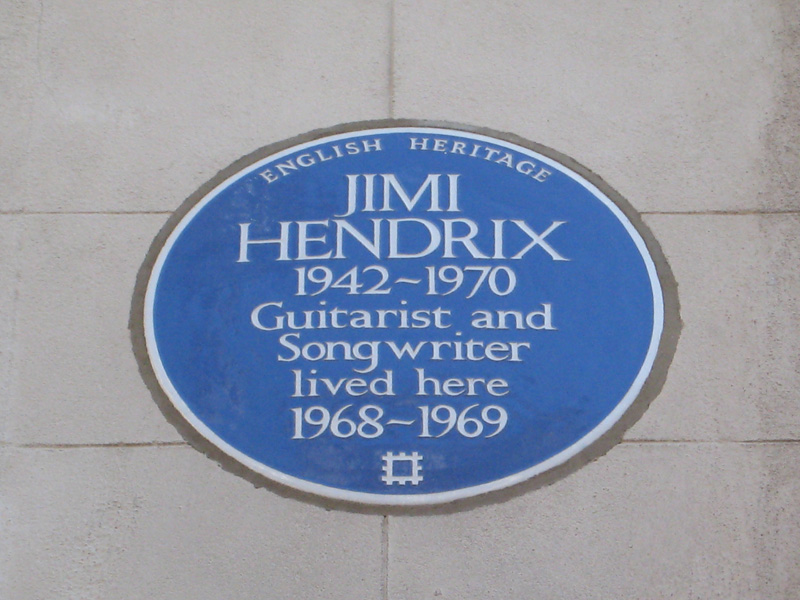 ENGLISH HERITAGE
JIMI
HENDRIX
1942~1970
Guitarist and
Songwriter
lived here
1968~1969